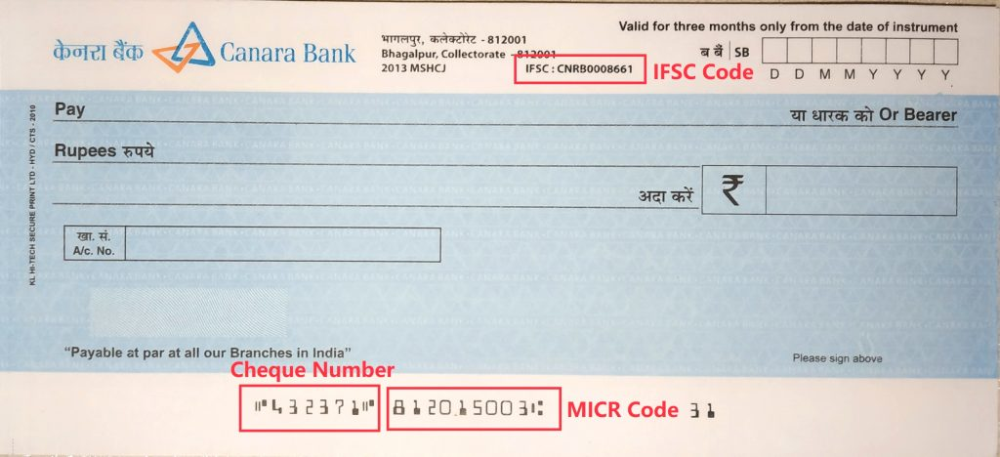 Valid for three months only from the date of instrument
केनरा बैंक Canara Bank
भागलपुर, कलेक्टोरेट - 812001
Bhagalpur, Collectorate - 812001
2013 MSHCJ IFSC : CNRB0008661 IFSC Code
ब बैं SB
D D M M Y Y Y Y
Pay या धारक को Or Bearer
Rupees रुपये
अदा करें ₹
खा. सं.
A/c. No.
KL HI-TECH SECURE PRINT LTD - HYD / CTS - 2010
"Payable at par at all our Branches in India"
Please sign above
Cheque Number
⑈432371⑈ 812015003⑆ MICR Code 31